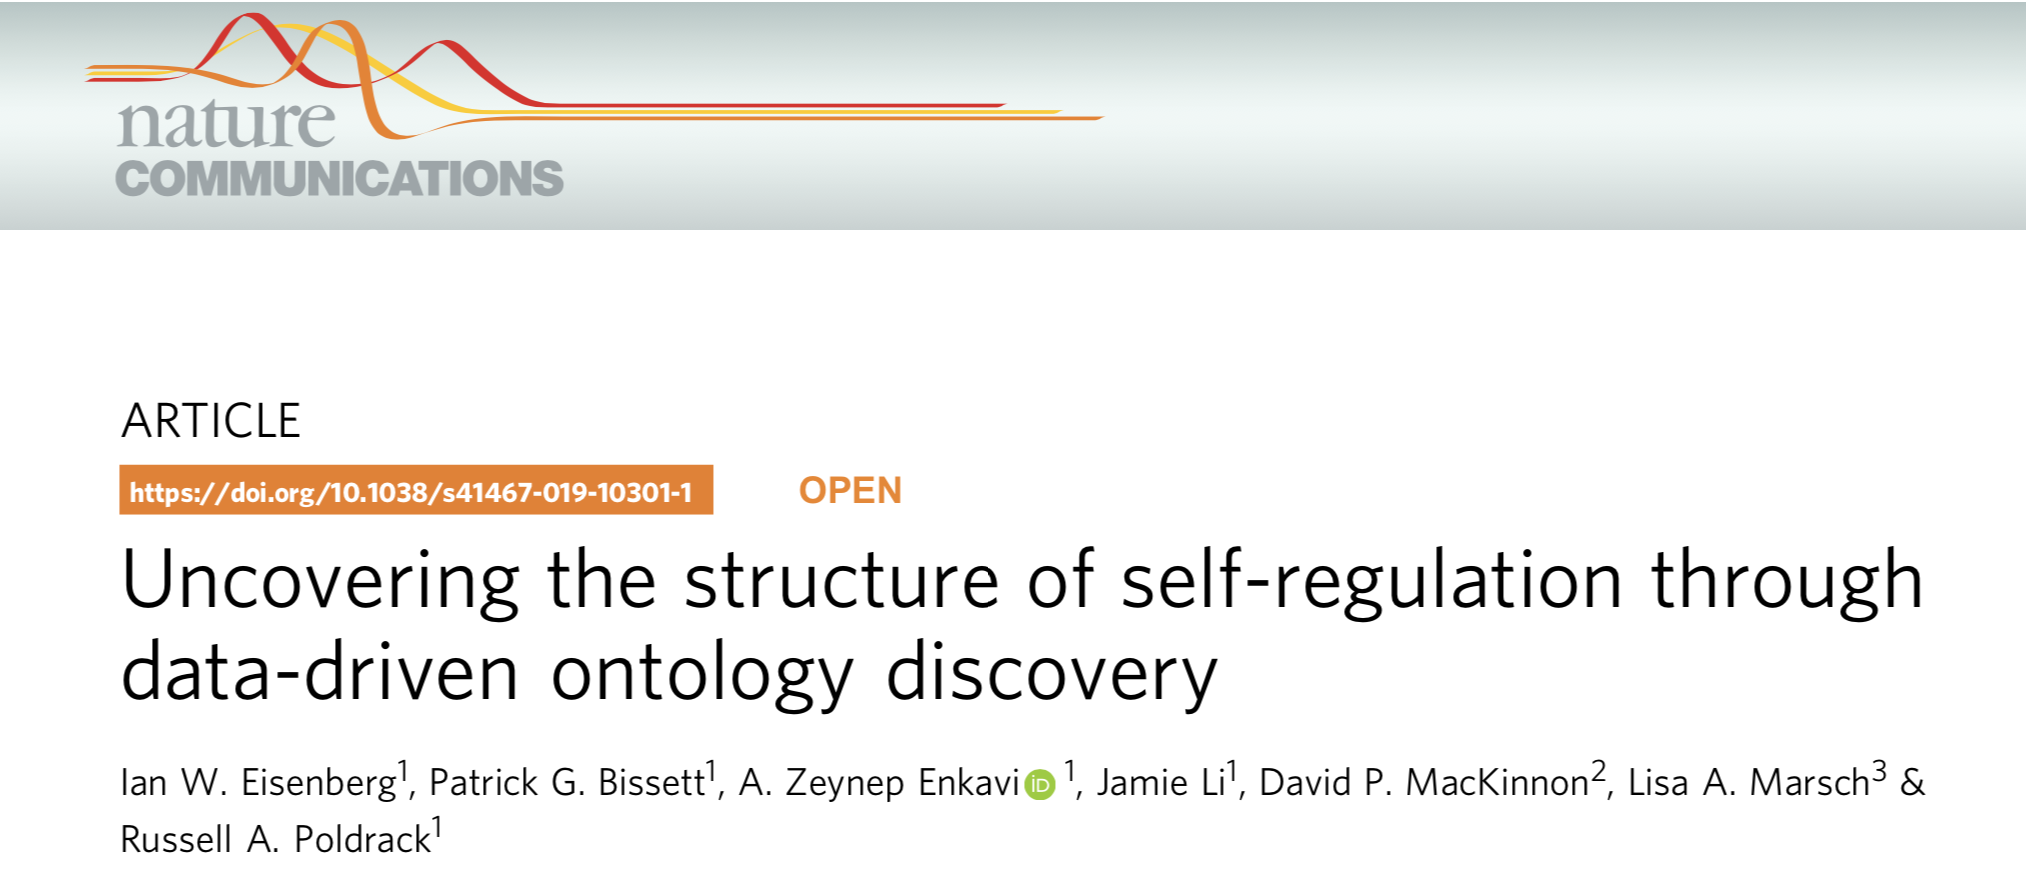 nature
COMMUNICATIONS
ARTICLE
https://doi.org/10.1038/s41467-019-10301-1 OPEN
Uncovering the structure of self-regulation through
data-driven ontology discovery
Ian W. Eisenberg1, Patrick G. Bissett1, A. Zeynep Enkavi iD 1, Jamie Li1, David P. MacKinnon2, Lisa A. Marsch3 &
Russell A. Poldrack1